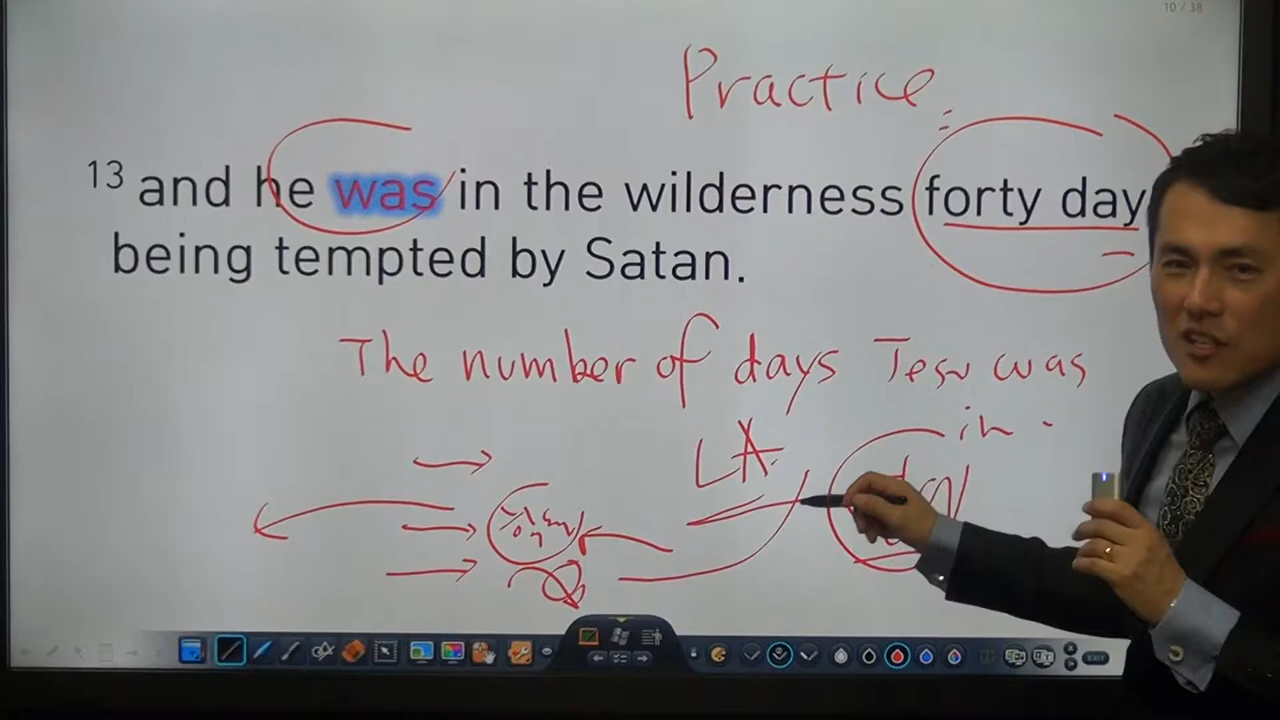 10 / 38
Practice:
13 and he was in the wilderness forty day
being tempted by Satan.
The number of days Jesu was
in
LA
EXIT